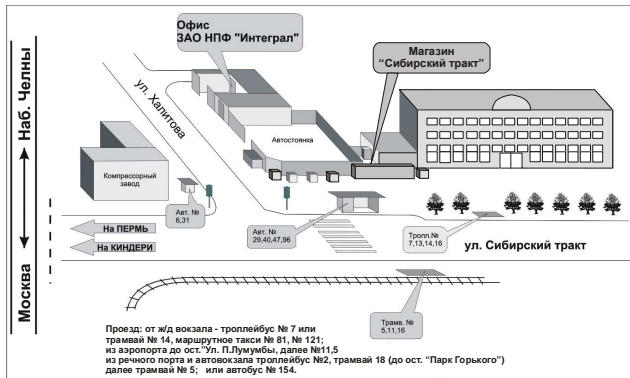 Офис
ЗАО НПФ "Интеграл"
Магазин
"Сибирский тракт"
Наб. Челны
Москва
ул. Халитова
Автостоянка
Компрессорный
завод
Авт. №
6,31
На ПЕРМЬ
На КИНДЕРИ
Авт. №
29,40,47,96
Тролл.№
7,13,14,16
ул. Сибирский тракт
Трамв. №
5,11,16
Проезд: от ж/д вокзала - троллейбус № 7 или
трамвай № 14, маршрутное такси № 81, № 121;
из аэропорта до ост."Ул. П.Лумумбы, далее №11,5
из речного порта и автовокзала троллейбус №2, трамвай 18 (до ост. "Парк Горького")
далее трамвай № 5; или автобус № 154.